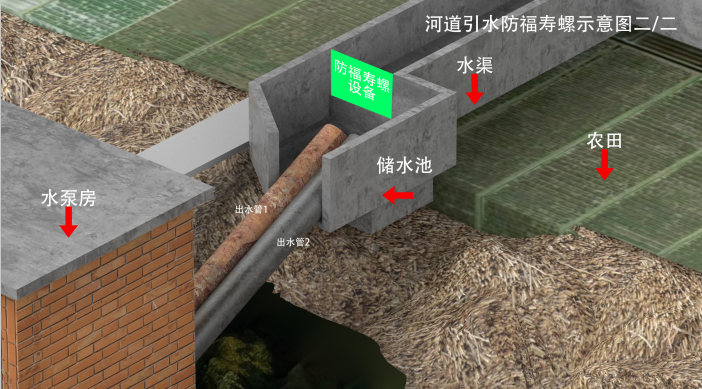 河道引水防福寿螺示意图二/二
水渠
防福寿螺
设备
农田
储水池
水泵房
出水管1
出水管2